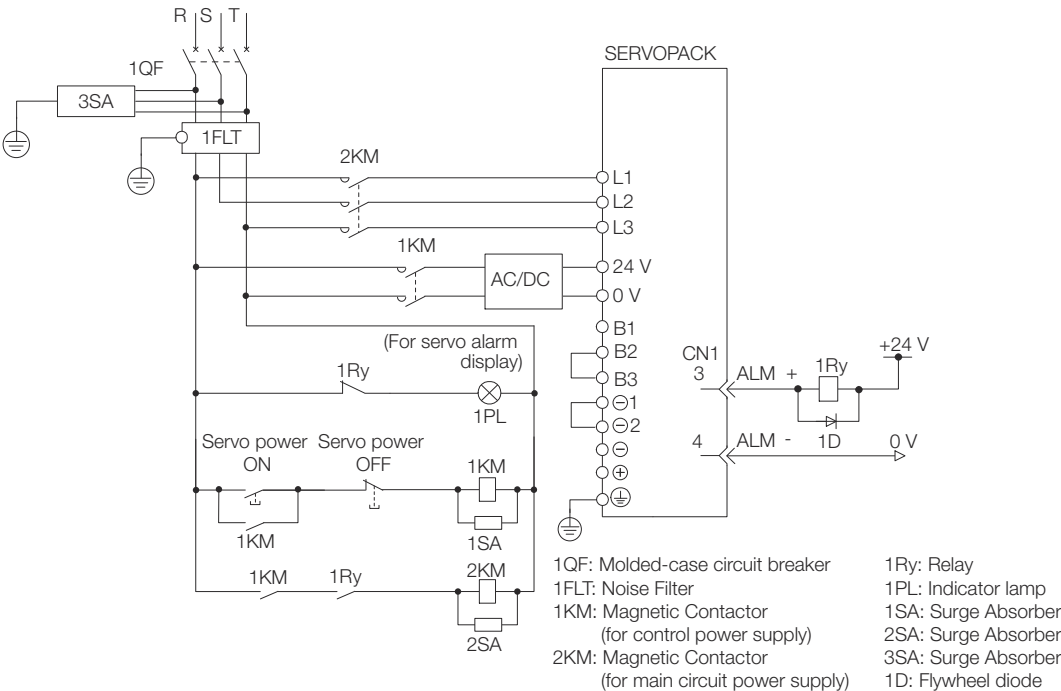 R S T
SERVOPACK
1QF
3SA
1FLT
2KM
L1
L2
L3
1KM
24 V
AC/DC
0 V
B1
(For servo alarm
display)
B2
CN1
+24 V
1Ry
B3
3 ALM + 1Ry
⊖1
1PL
⊖2
Servo power Servo power
ON OFF
4 ALM - 1D 0 V
⊖
1KM
⊕
1KM
1SA
1KM 1Ry 2KM
2SA
1QF: Molded-case circuit breaker
1FLT: Noise Filter
1KM: Magnetic Contactor
(for control power supply)
2KM: Magnetic Contactor
(for main circuit power supply)
1Ry: Relay
1PL: Indicator lamp
1SA: Surge Absorber
2SA: Surge Absorber
3SA: Surge Absorber
1D: Flywheel diode